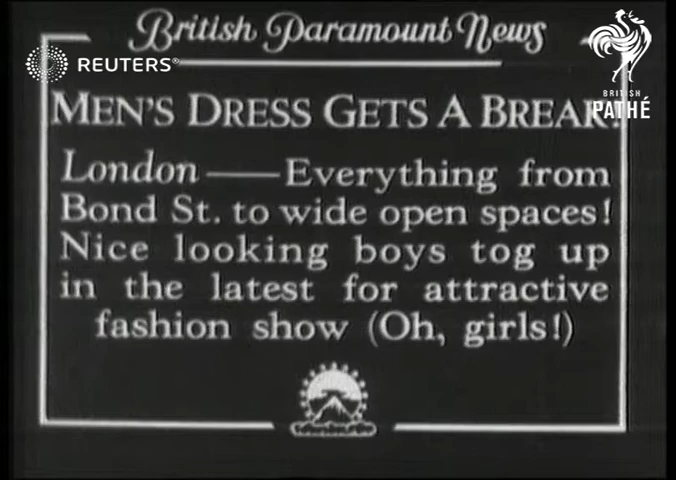 British Paramount News
REUTERS®
BRITISH
PATHÉ
MEN'S DRESS GETS A BREAK!
London — Everything from
Bond St. to wide open spaces!
Nice looking boys tog up
in the latest for attractive
fashion show (Oh, girls!)